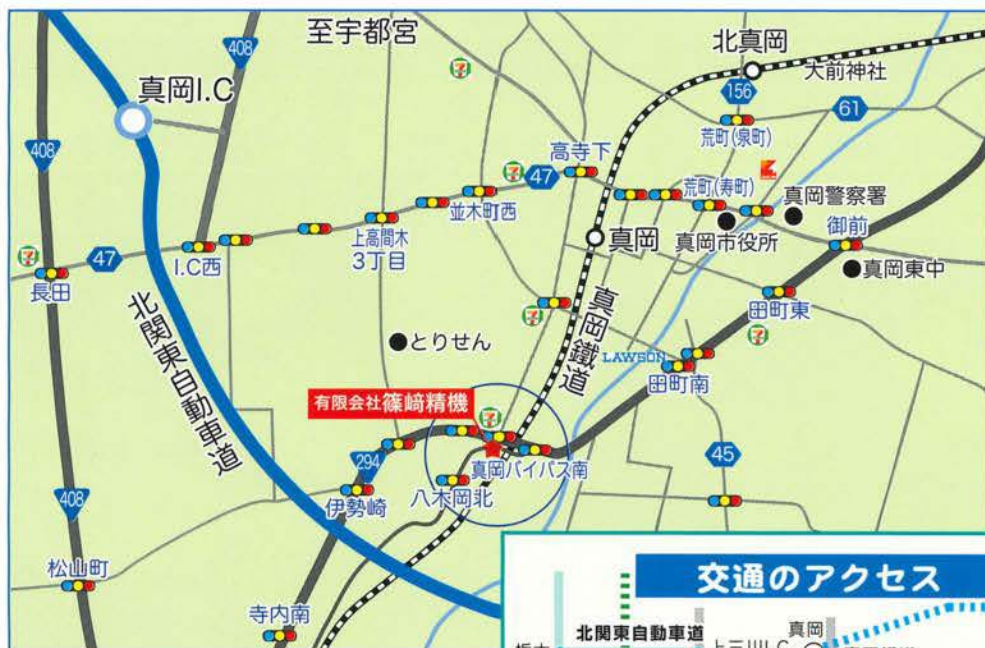 408
至宇都宮
北真岡
大前神社
真岡I.C
156
61
荒町(泉町)
408
高寺下
47
荒町(寿町)
真岡警察署
並木町西
御前
上高間木
3丁目
真岡
真岡市役所
47
I.C西
真岡東中
長田
田町東
北関東自動車道
真岡鐵道
とりせん
LAWSON
田町南
有限会社篠﨑精機
真岡バイパス南
294
45
408
八木岡北
伊勢崎
松山町
寺内南
交通のアクセス
北関東自動車道
真岡